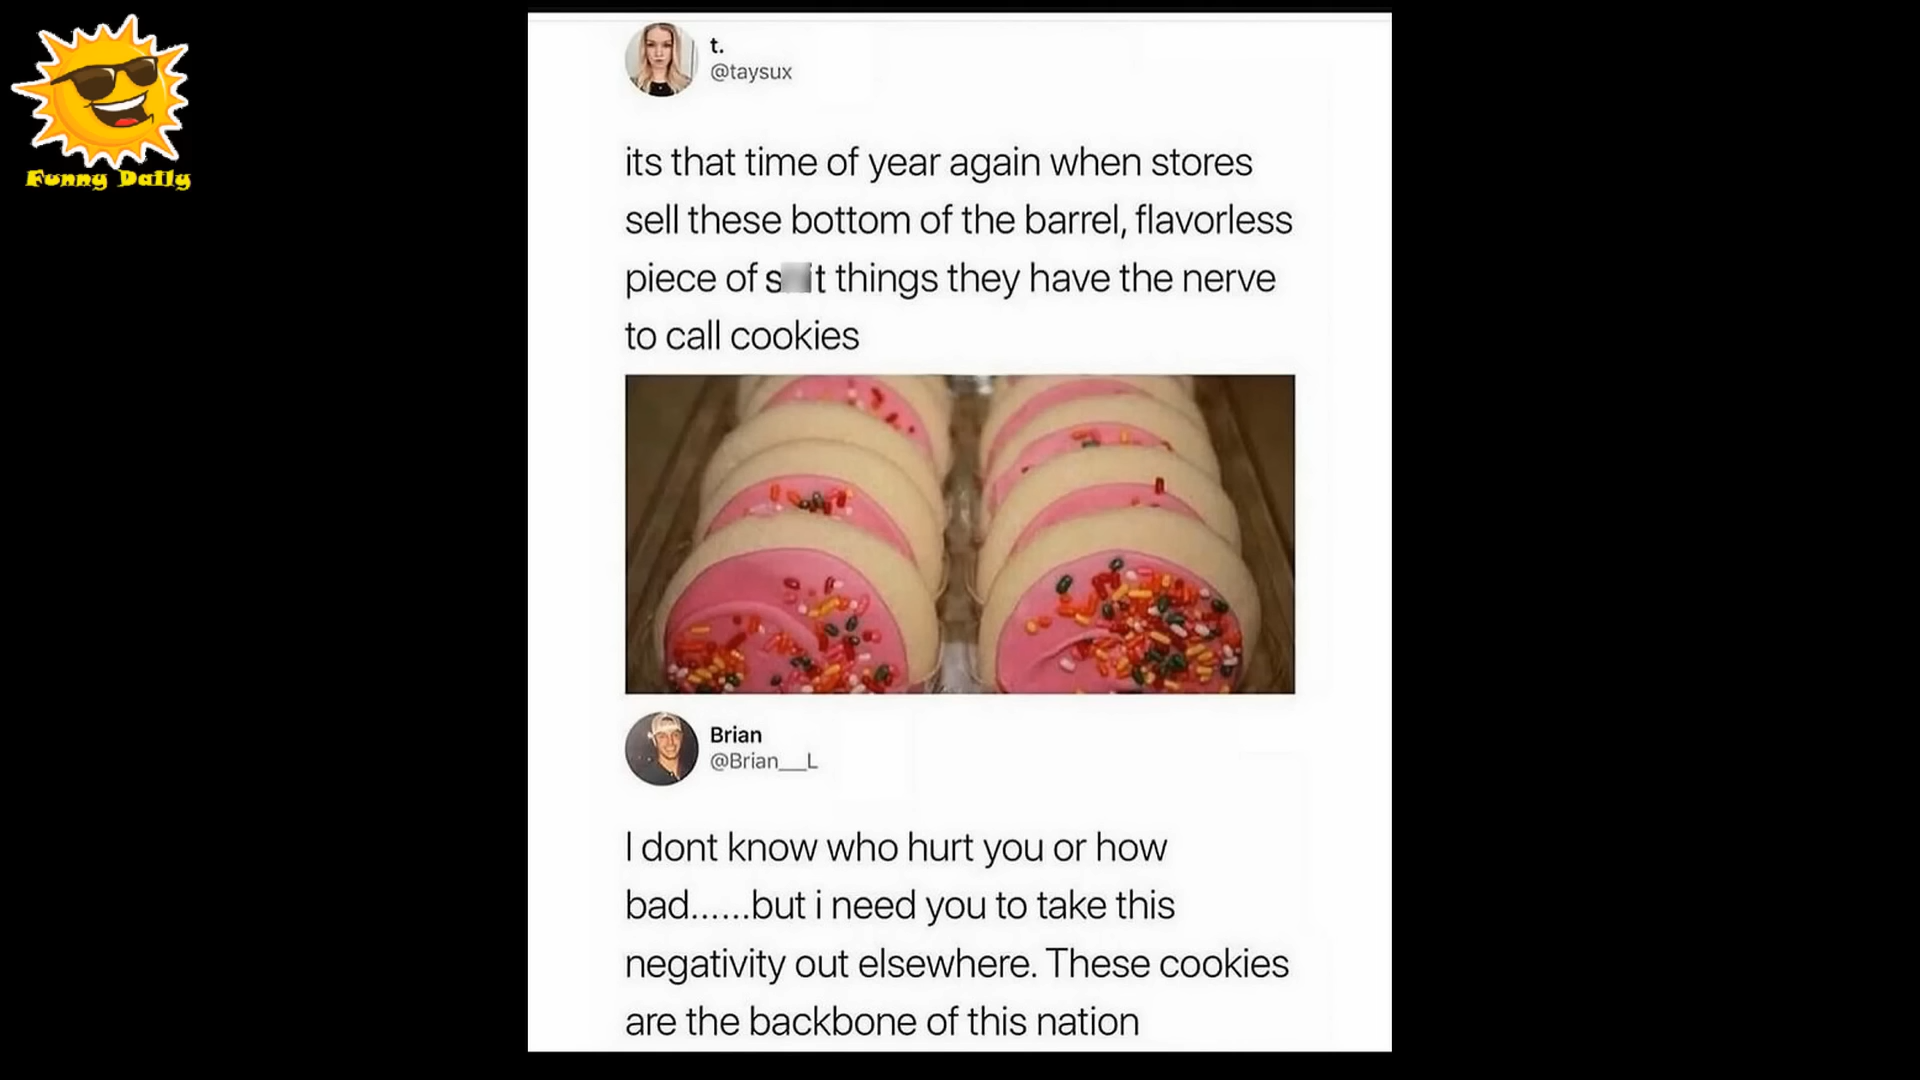 Funny Daily
t.
@taysux
its that time of year again when stores
sell these bottom of the barrel, flavorless
piece of s it things they have the nerve
to call cookies
Brian
@Brian__L
I dont know who hurt you or how
bad......but i need you to take this
negativity out elsewhere. These cookies
are the backbone of this nation